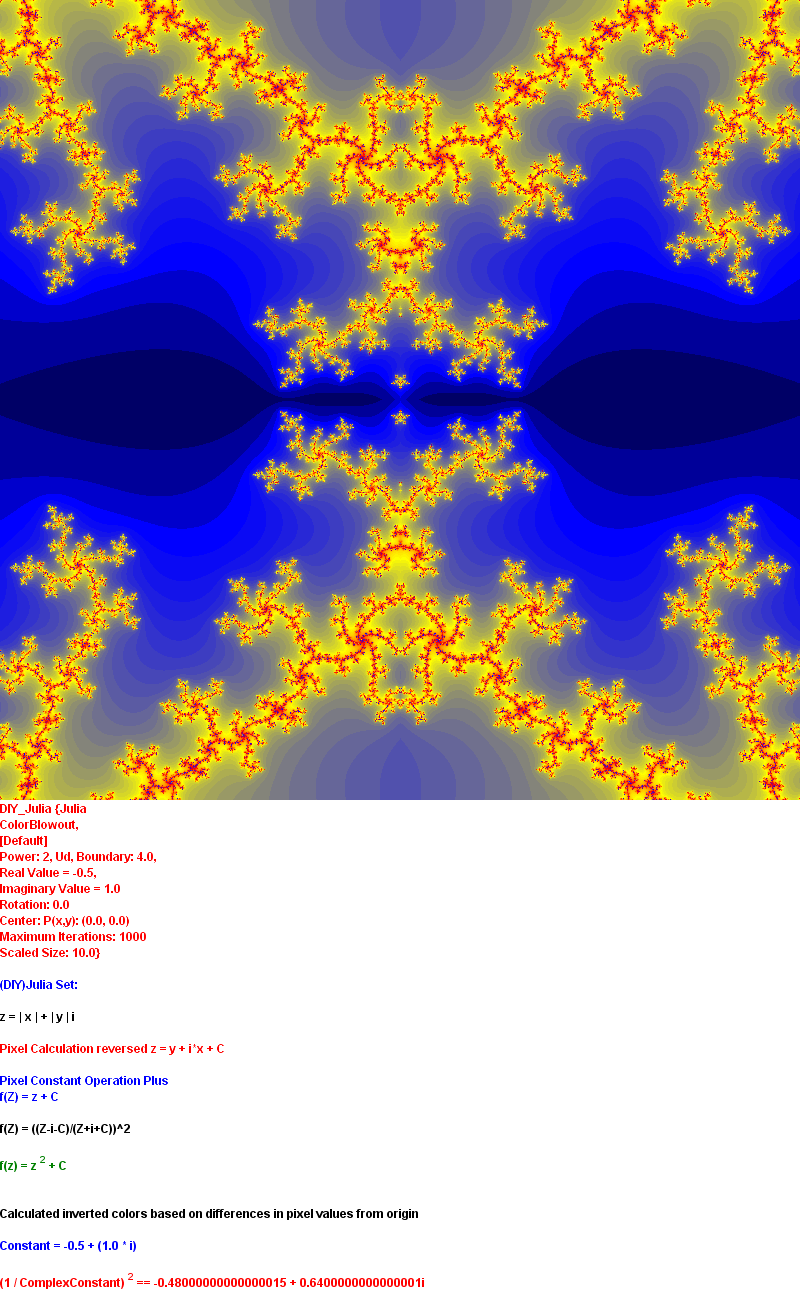 DIY_Julia {Julia
ColorBlowout,
[Default]
Power: 2, Ud, Boundary: 4.0,
Real Value = -0.5,
Imaginary Value = 1.0
Rotation: 0.0
Center: P(x,y): (0.0, 0.0)
Maximum Iterations: 1000
Scaled Size: 10.0}
(DIY)Julia Set:
z = | x | + | y | i
Pixel Calculation reversed z = y + i*x + C
Pixel Constant Operation Plus
f(Z) = z + C
f(Z) = ((Z-i-C)/(Z+i+C))^2
f(z) = z 2 + C
Calculated inverted colors based on differences in pixel values from origin
Constant = -0.5 + (1.0 * i)
(1 / ComplexConstant) 2 == -0.48000000000000015 + 0.6400000000000001i